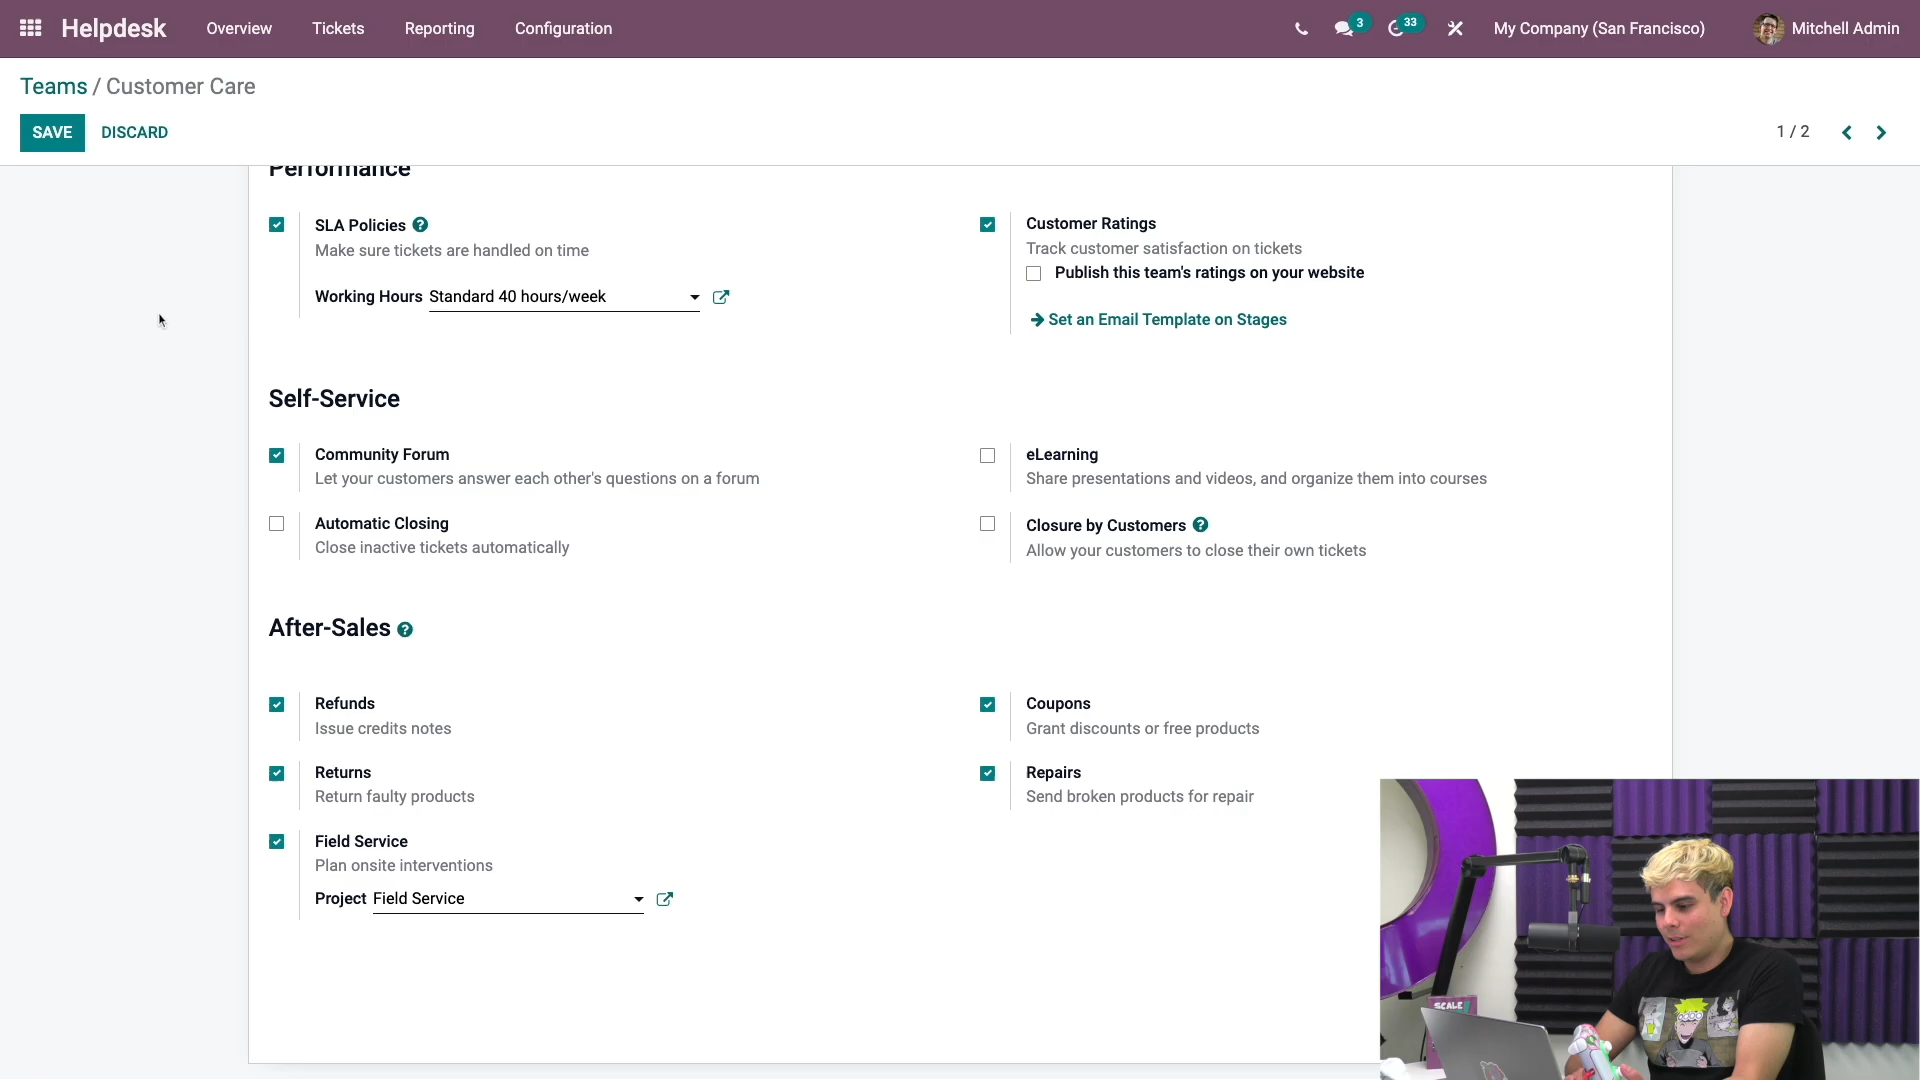 Helpdesk Overview Tickets Reporting Configuration 3 33 My Company (San Francisco) Mitchell Admin
Teams / Customer Care
SAVE DISCARD 1 / 2
Performance
SLA Policies
Make sure tickets are handled on time
Working Hours Standard 40 hours/week
Customer Ratings
Track customer satisfaction on tickets
Publish this team's ratings on your website
Set an Email Template on Stages
Self-Service
Community Forum
Let your customers answer each other's questions on a forum
eLearning
Share presentations and videos, and organize them into courses
Automatic Closing
Close inactive tickets automatically
Closure by Customers
Allow your customers to close their own tickets
After-Sales
Refunds
Issue credits notes
Coupons
Grant discounts or free products
Returns
Return faulty products
Repairs
Send broken products for repair
Field Service
Plan onsite interventions
Project Field Service
SCALE